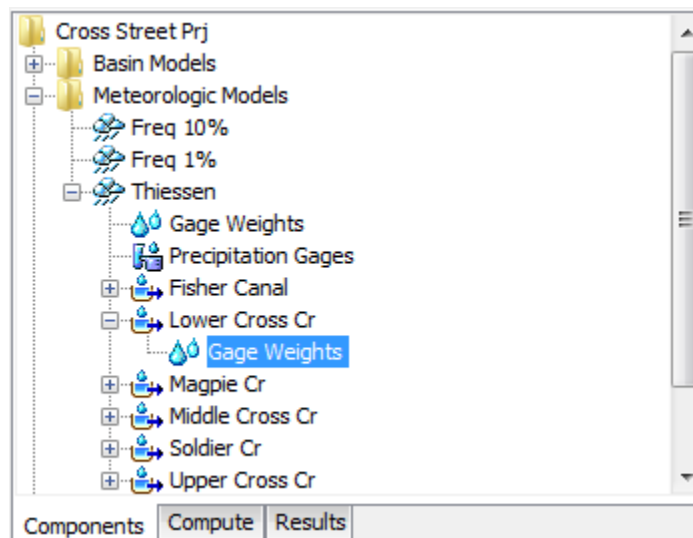 Cross Street Prj
Basin Models
Meteorologic Models
Freq 10%
Freq 1%
Thiessen
Gage Weights
Precipitation Gages
Fisher Canal
Lower Cross Cr
Gage Weights
Magpie Cr
Middle Cross Cr
Soldier Cr
Upper Cross Cr
Components Compute Results